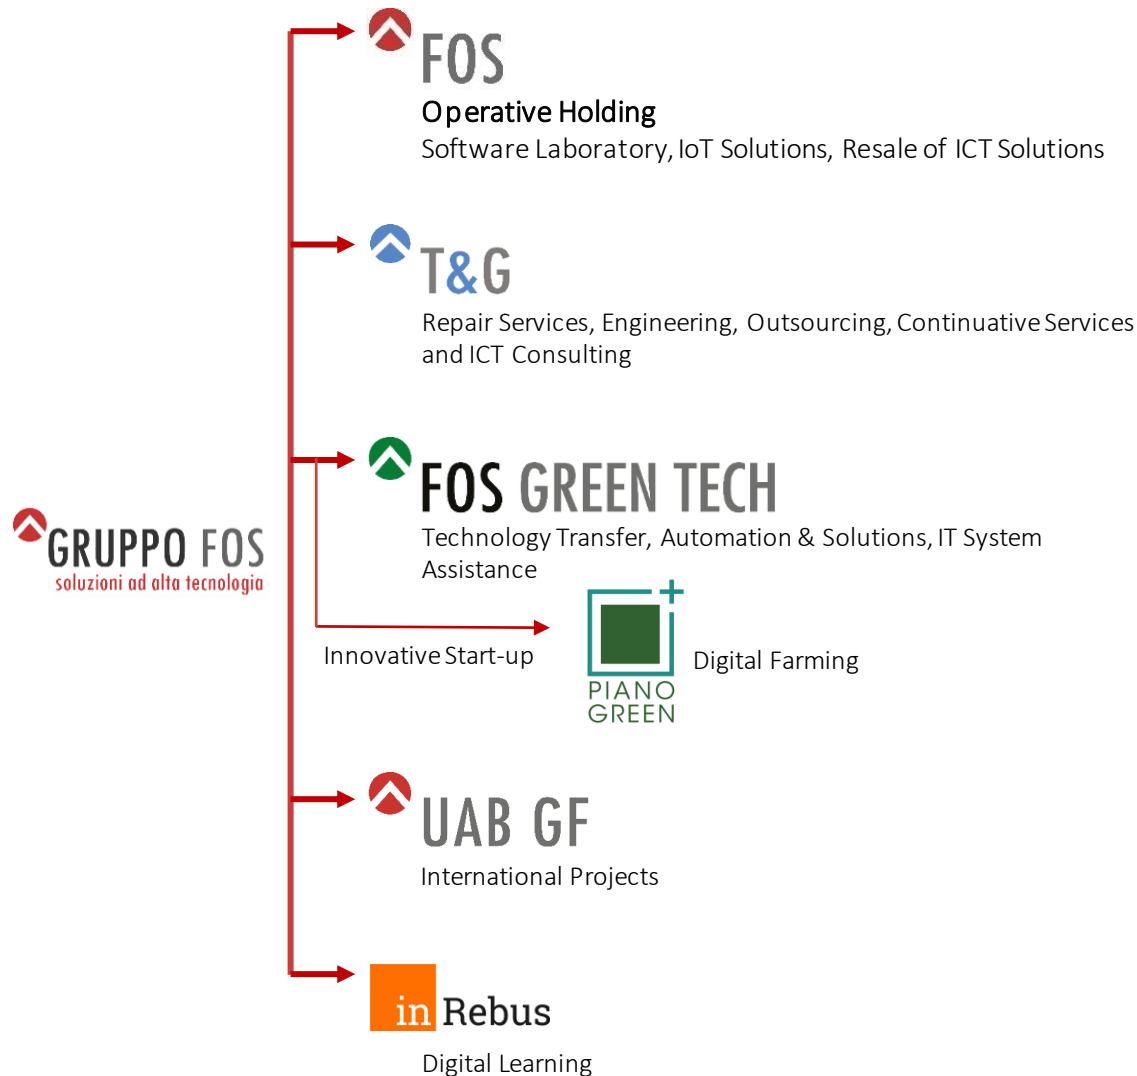 FOS
Operative Holding
Software Laboratory, IoT Solutions, Resale of ICT Solutions
T&G
Repair Services, Engineering, Outsourcing, Continuative Services
and ICT Consulting
FOS GREEN TECH
Technology Transfer, Automation & Solutions, IT System
Assistance
GRUPPO FOS
soluzioni ad alta tecnologia
Innovative Start-up
PIANO
GREEN
Digital Farming
UAB GF
International Projects
in Rebus
Digital Learning